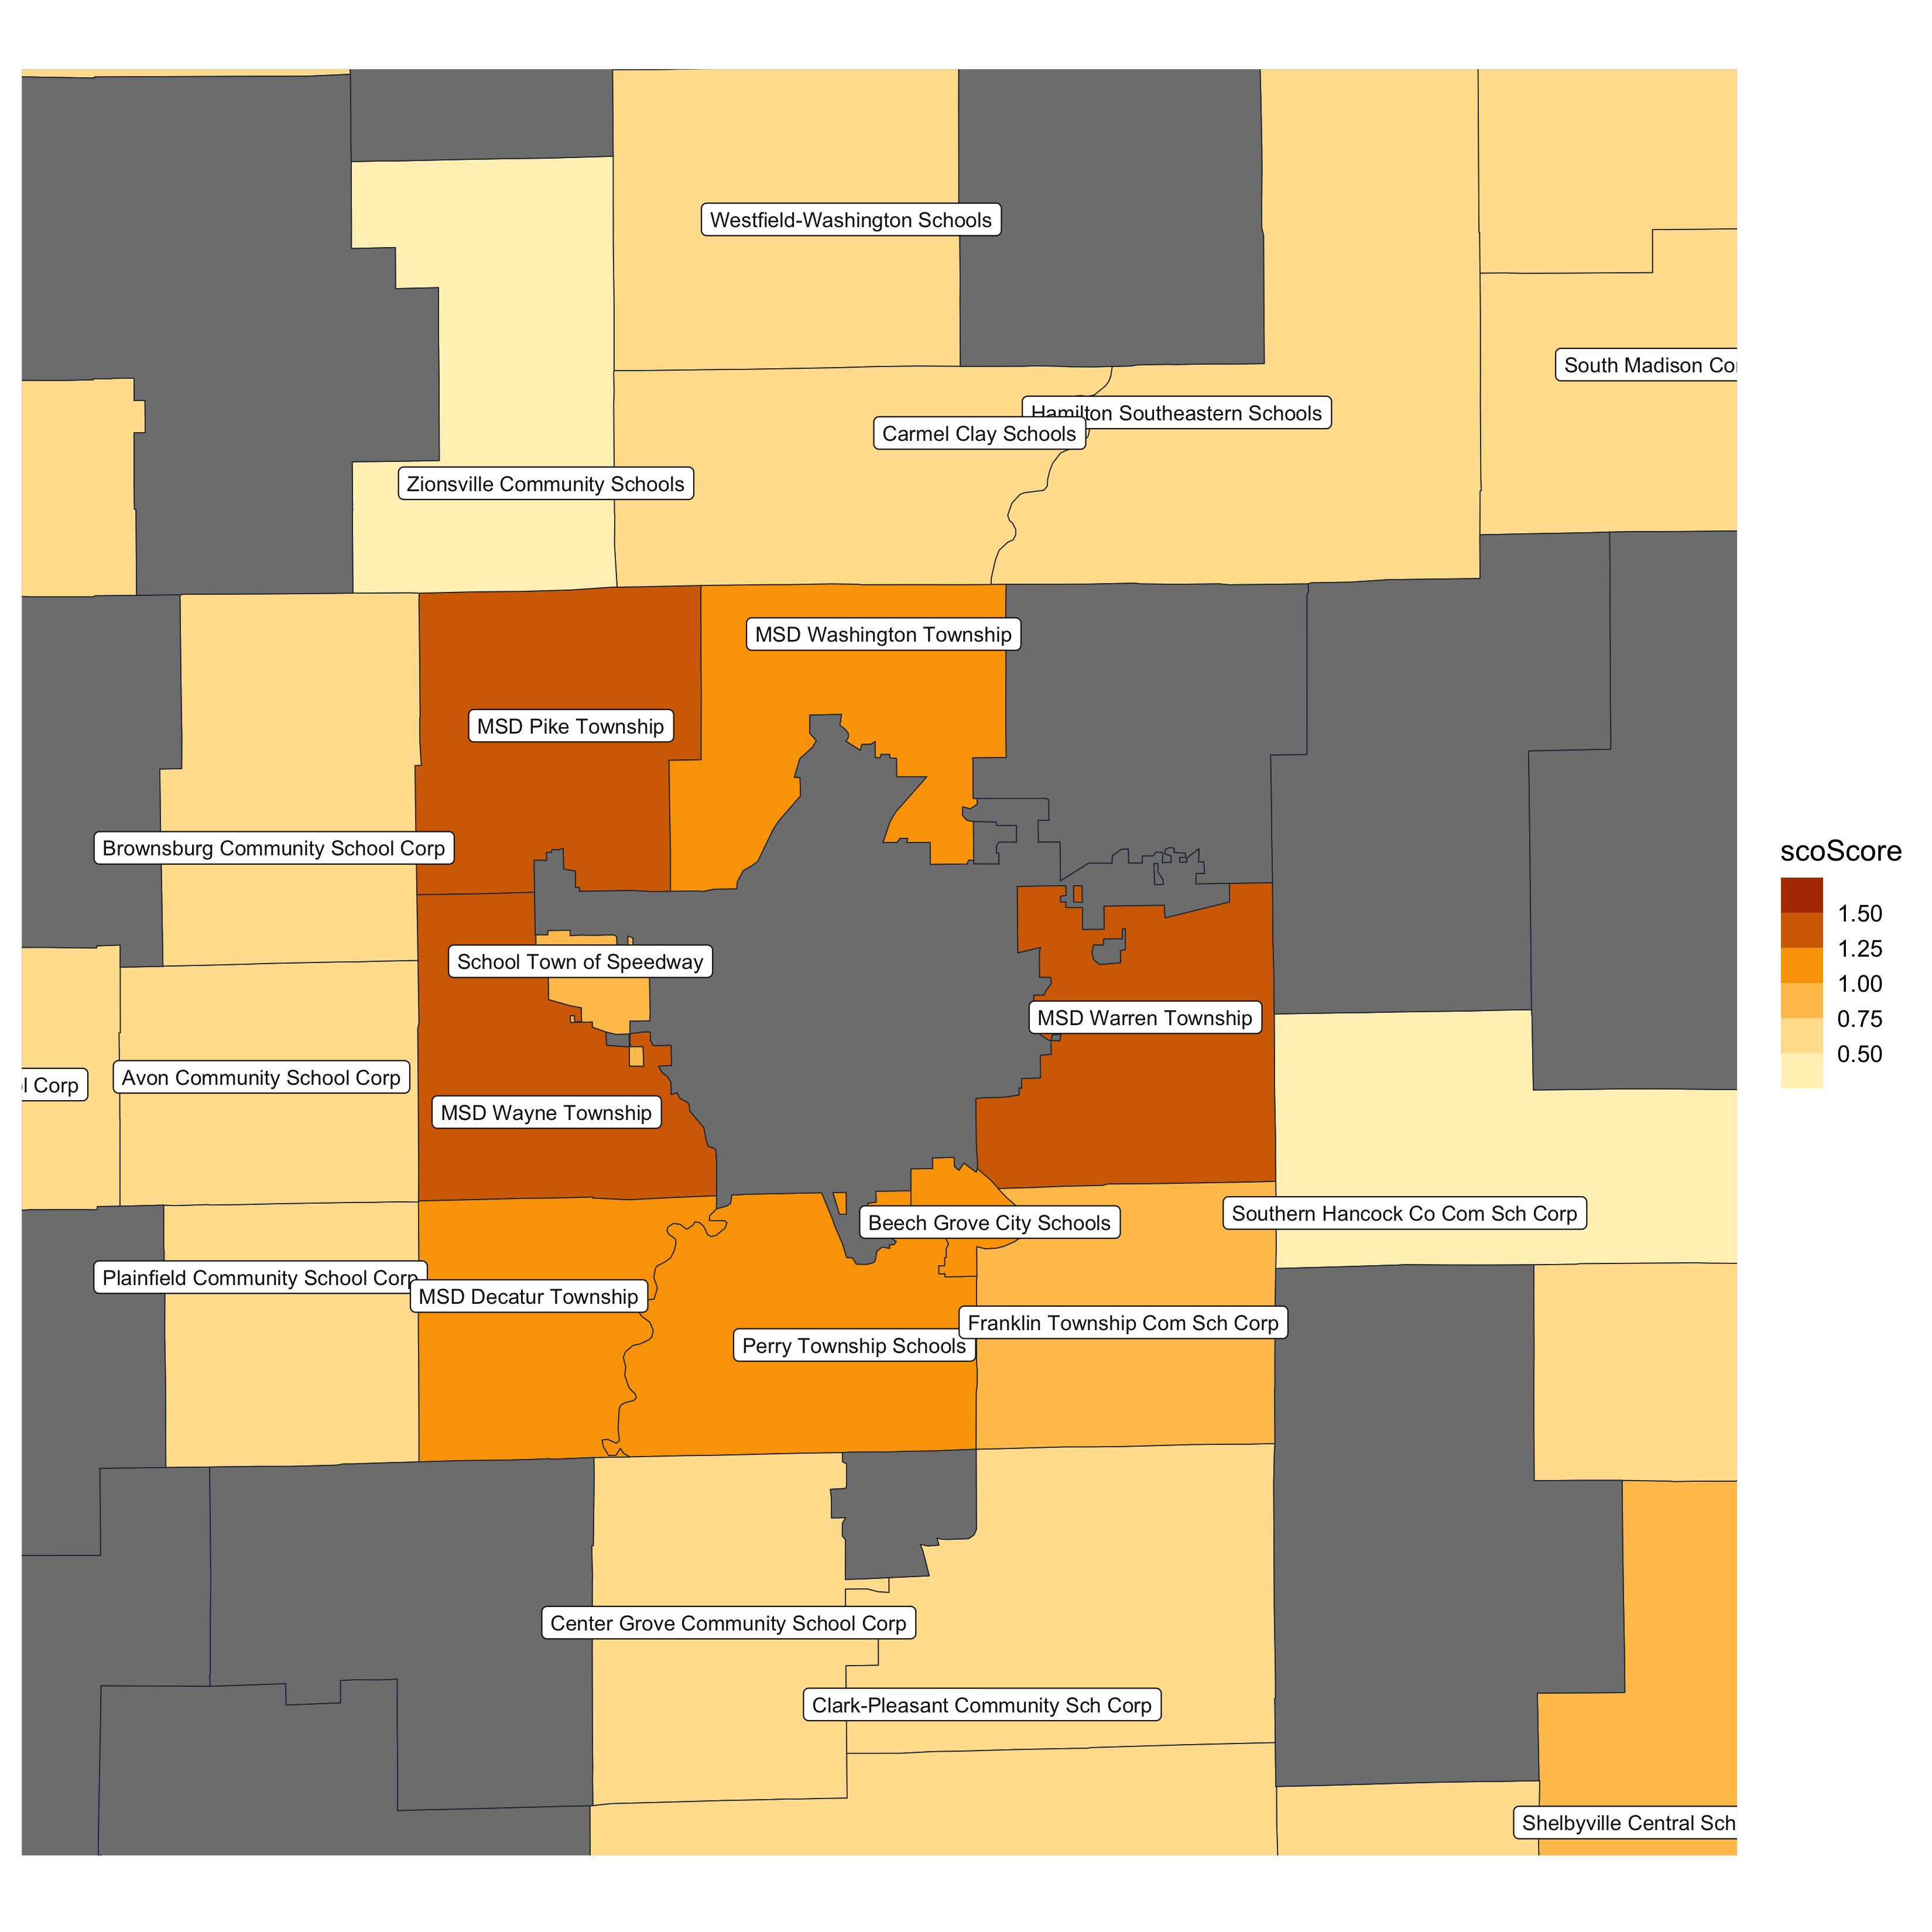 Westfield-Washington Schools
South Madison Co
Hamilton Southeastern Schools
Carmel Clay Schools
Zionsville Community Schools
MSD Washington Township
MSD Pike Township
Brownsburg Community School Corp
scoScore
1.50
1.25
1.00
0.75
0.50
School Town of Speedway
MSD Warren Township
Avon Community School Corp
l Corp
MSD Wayne Township
Southern Hancock Co Com Sch Corp
Beech Grove City Schools
Plainfield Community School Corp
MSD Decatur Township
Franklin Township Com Sch Corp
Perry Township Schools
Center Grove Community School Corp
Clark-Pleasant Community Sch Corp
Shelbyville Central Sch